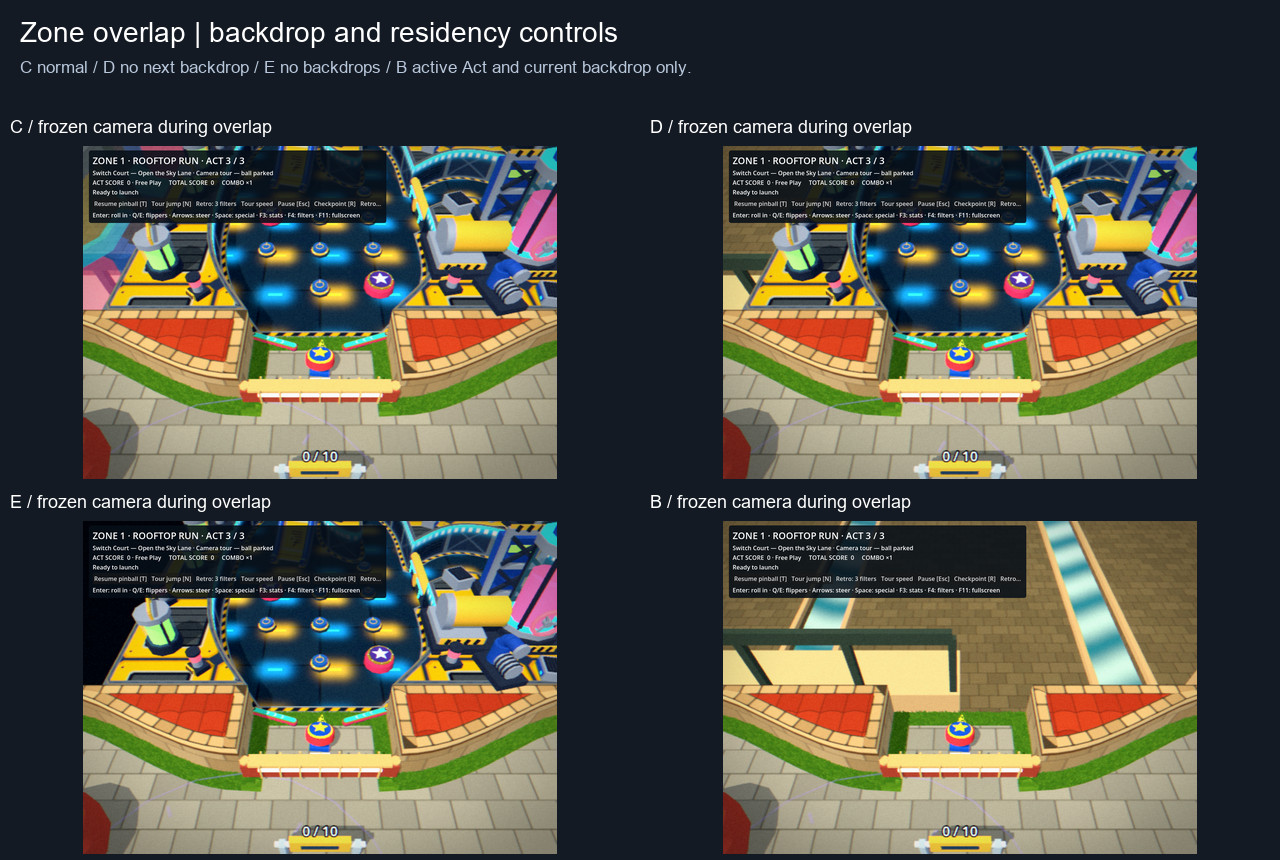 Zone overlap | backdrop and residency controls
C normal / D no next backdrop / E no backdrops / B active Act and current backdrop only.
C / frozen camera during overlap
D / frozen camera during overlap
ZONE 1 · ROOFTOP RUN · ACT 3 / 3
Switch Court — Open the Sky Lane · Camera tour — ball parked
ACT SCORE 0 · Free Play TOTAL SCORE 0 COMBO ×1
Ready to launch
Resume pinball [T] Tour jump [N] Retro: 3 filters Tour speed Pause [Esc] Checkpoint [R] Retro...
Enter: roll in · Q/E: flippers · Arrows: steer · Space: special · F3: stats · F4: filters · F11: fullscreen
0 / 10
ZONE 1 · ROOFTOP RUN · ACT 3 / 3
Switch Court — Open the Sky Lane · Camera tour — ball parked
ACT SCORE 0 · Free Play TOTAL SCORE 0 COMBO ×1
Ready to launch
Resume pinball [T] Tour jump [N] Retro: 3 filters Tour speed Pause [Esc] Checkpoint [R] Retro...
Enter: roll in · Q/E: flippers · Arrows: steer · Space: special · F3: stats · F4: filters · F11: fullscreen
0 / 10
E / frozen camera during overlap
B / frozen camera during overlap
ZONE 1 · ROOFTOP RUN · ACT 3 / 3
Switch Court — Open the Sky Lane · Camera tour — ball parked
ACT SCORE 0 · Free Play TOTAL SCORE 0 COMBO ×1
Ready to launch
Resume pinball [T] Tour jump [N] Retro: 3 filters Tour speed Pause [Esc] Checkpoint [R] Retro...
Enter: roll in · Q/E: flippers · Arrows: steer · Space: special · F3: stats · F4: filters · F11: fullscreen
0 / 10
ZONE 1 · ROOFTOP RUN · ACT 3 / 3
Switch Court — Open the Sky Lane · Camera tour — ball parked
ACT SCORE 0 · Free Play TOTAL SCORE 0 COMBO ×1
Ready to launch
Resume pinball [T] Tour jump [N] Retro: 3 filters Tour speed Pause [Esc] Checkpoint [R] Retro...
Enter: roll in · Q/E: flippers · Arrows: steer · Space: special · F3: stats · F4: filters · F11: fullscreen
0 / 10